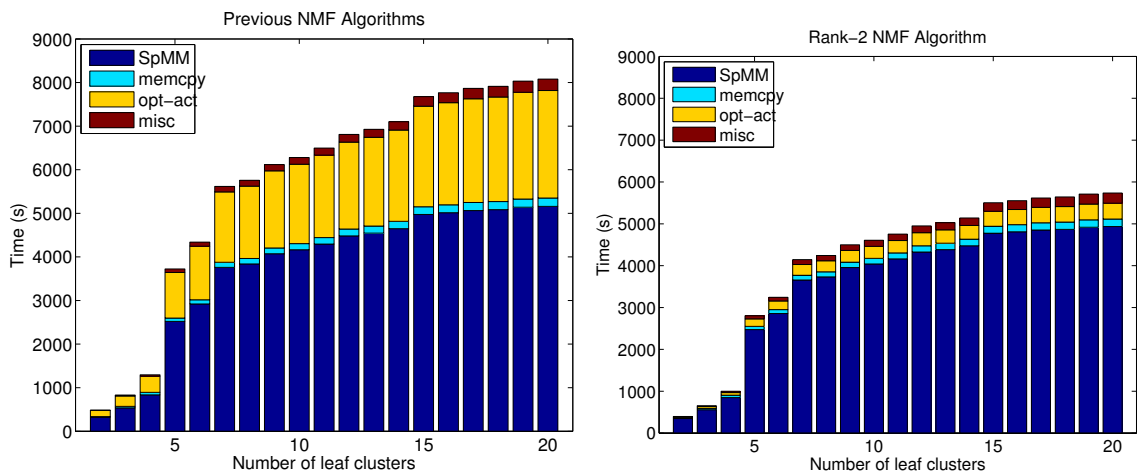 Previous NMF Algorithms
9000
8000
7000
6000
5000
4000
3000
2000
1000
0
Time (s)
SpMM
memcpy
opt-act
misc
5
10
15
20
Number of leaf clusters
Rank-2 NMF Algorithm
9000
8000
7000
6000
5000
4000
3000
2000
1000
0
Time (s)
SpMM
memcpy
opt-act
misc
5
10
15
20
Number of leaf clusters